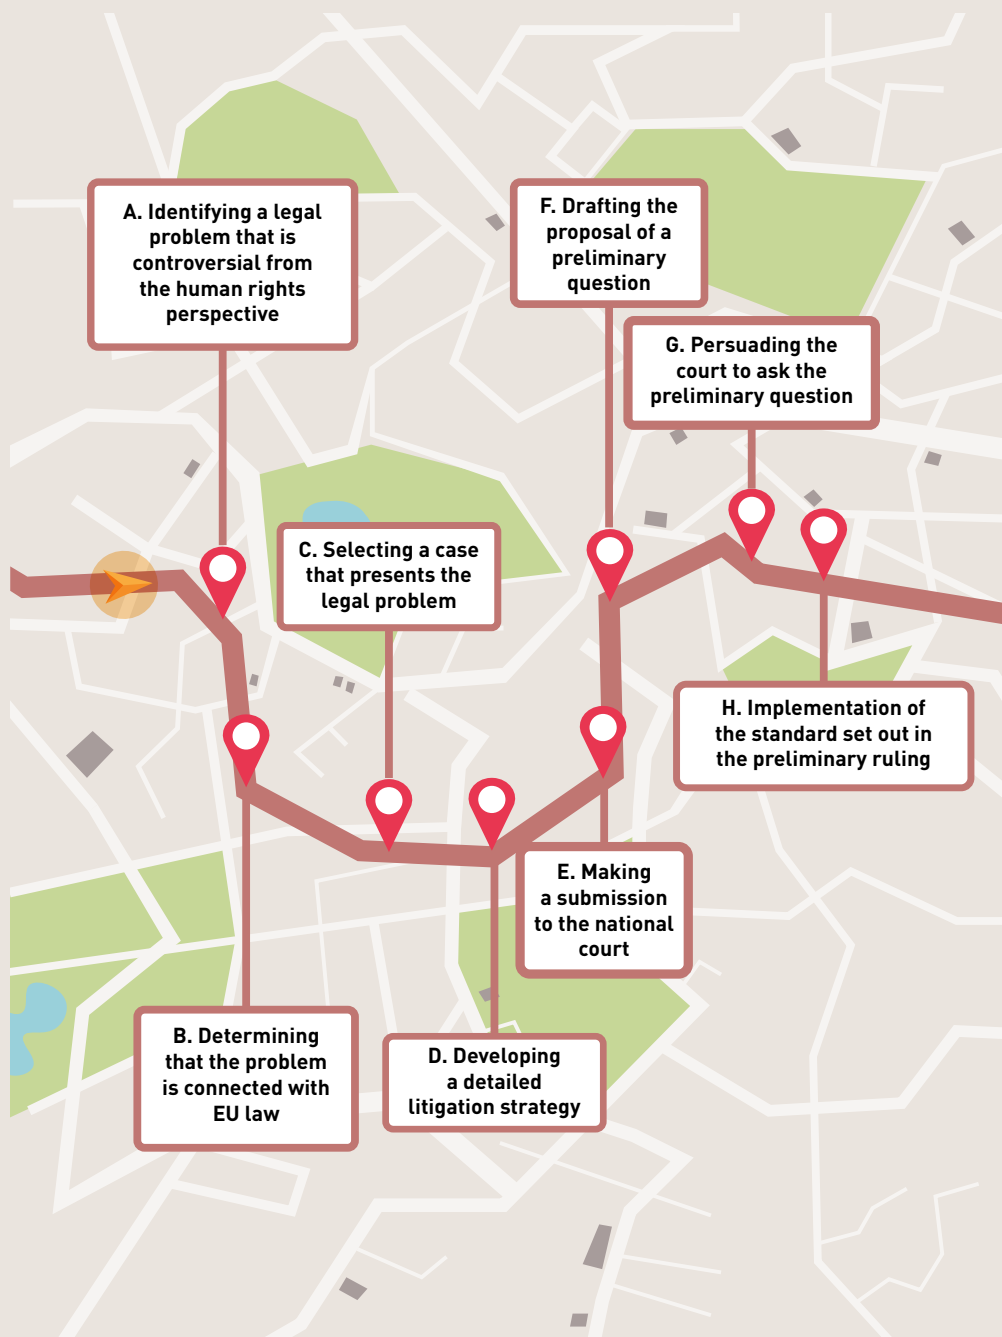 A. Identifying a legal
problem that is
controversial from
the human rights
perspective
B. Determining
that the problem
is connected with
EU law
C. Selecting a case
that presents the
legal problem
D. Developing
a detailed
litigation strategy
E. Making
a submission
to the national
court
F. Drafting the
proposal of a
preliminary
question
G. Persuading the
court to ask the
preliminary question
H. Implementation of
the standard set out in
the preliminary ruling